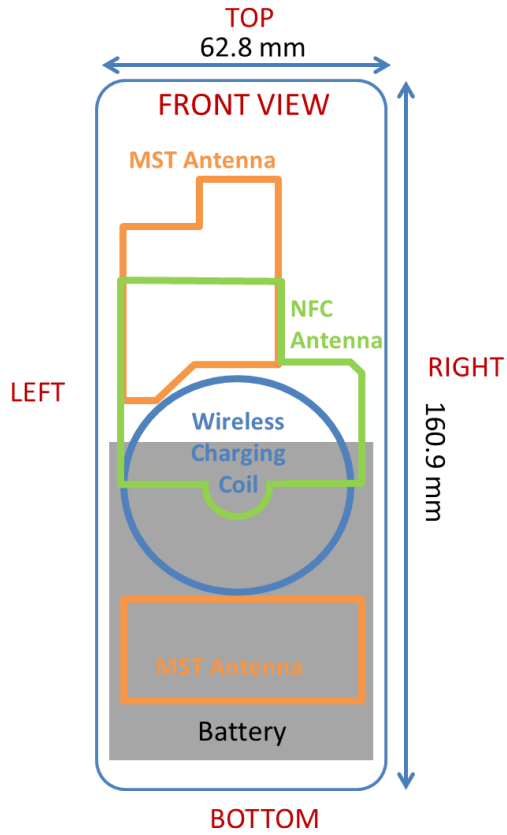 TOP
62.8 mm
FRONT VIEW
MST Antenna
NFC
Antenna
RIGHT
LEFT
Wireless
Charging
Coil
160.9 mm
MST Antenna
Battery
BOTTOM